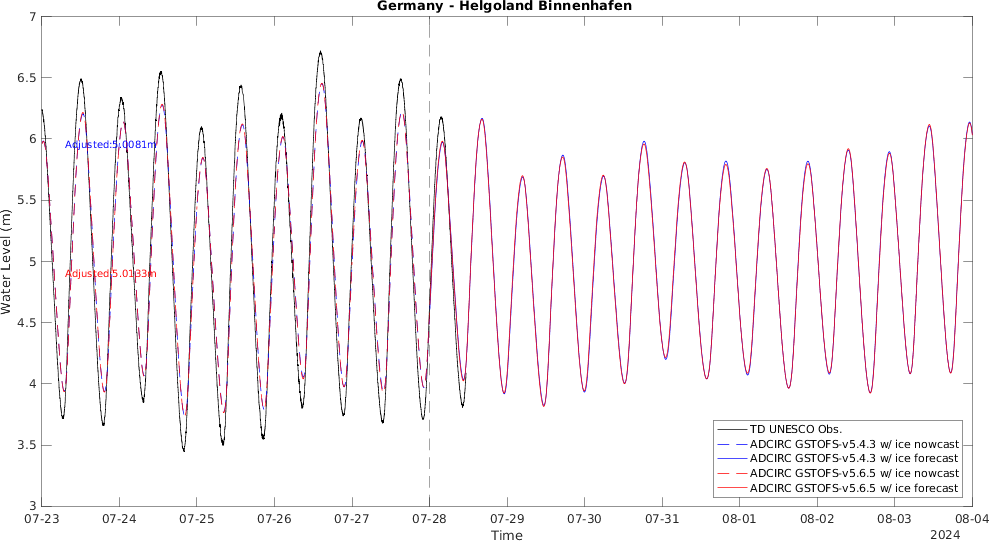 Germany - Helgoland Binnenhafen
Water Level (m)
7
6.5
6
5.5
5
4.5
4
3.5
3
Adjusted:5.0081m
Adjusted:5.0133m
TD UNESCO Obs.
ADCIRC GSTOFS-v5.4.3 w/ ice nowcast
ADCIRC GSTOFS-v5.4.3 w/ ice forecast
ADCIRC GSTOFS-v5.6.5 w/ ice nowcast
ADCIRC GSTOFS-v5.6.5 w/ ice forecast
07-23 07-24 07-25 07-26 07-27 07-28 07-29 07-30 07-31 08-01 08-02 08-03 08-04
Time
2024